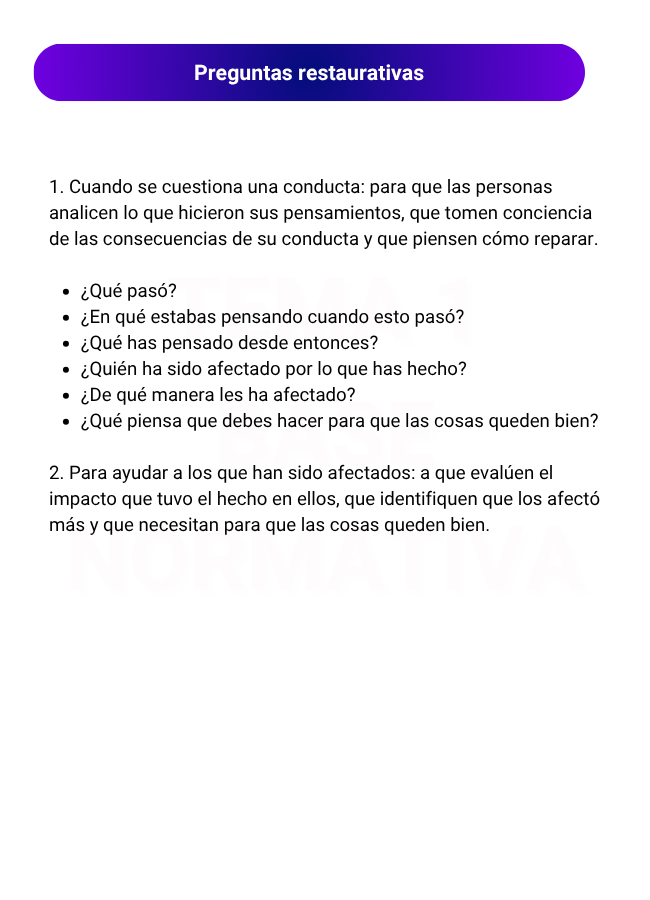 Preguntas restaurativas
1. Cuando se cuestiona una conducta: para que las personas
analicen lo que hicieron sus pensamientos, que tomen conciencia
de las consecuencias de su conducta y que piensen cómo reparar.
• ¿Qué pasó?
• ¿En qué estabas pensando cuando esto pasó?
• ¿Qué has pensado desde entonces?
• ¿Quién ha sido afectado por lo que has hecho?
• ¿De qué manera les ha afectado?
• ¿Qué piensa que debes hacer para que las cosas queden bien?
2. Para ayudar a los que han sido afectados: a que evalúen el
impacto que tuvo el hecho en ellos, que identifiquen que los afectó
más y que necesitan para que las cosas queden bien.
TEMA 1
BASE
NORMATIVA